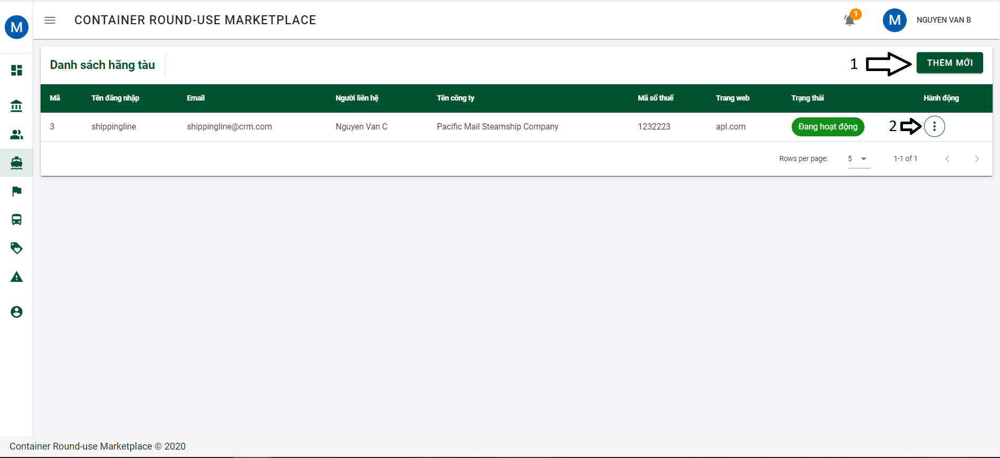 M
CONTAINER ROUND-USE MARKETPLACE
1
M
NGUYEN VAN B
Danh sách hãng tàu
1
THÊM MỚI
Mã Tên đăng nhập Email Người liên hệ Tên công ty Mã số thuế Trang web Trạng thái Hành động
3 shippingline shippingline@crm.com Nguyen Van C Pacific Mail Steamship Company 1232223 apl.com Đang hoạt động 2
Rows per page: 5 1-1 of 1
Container Round-use Marketplace © 2020